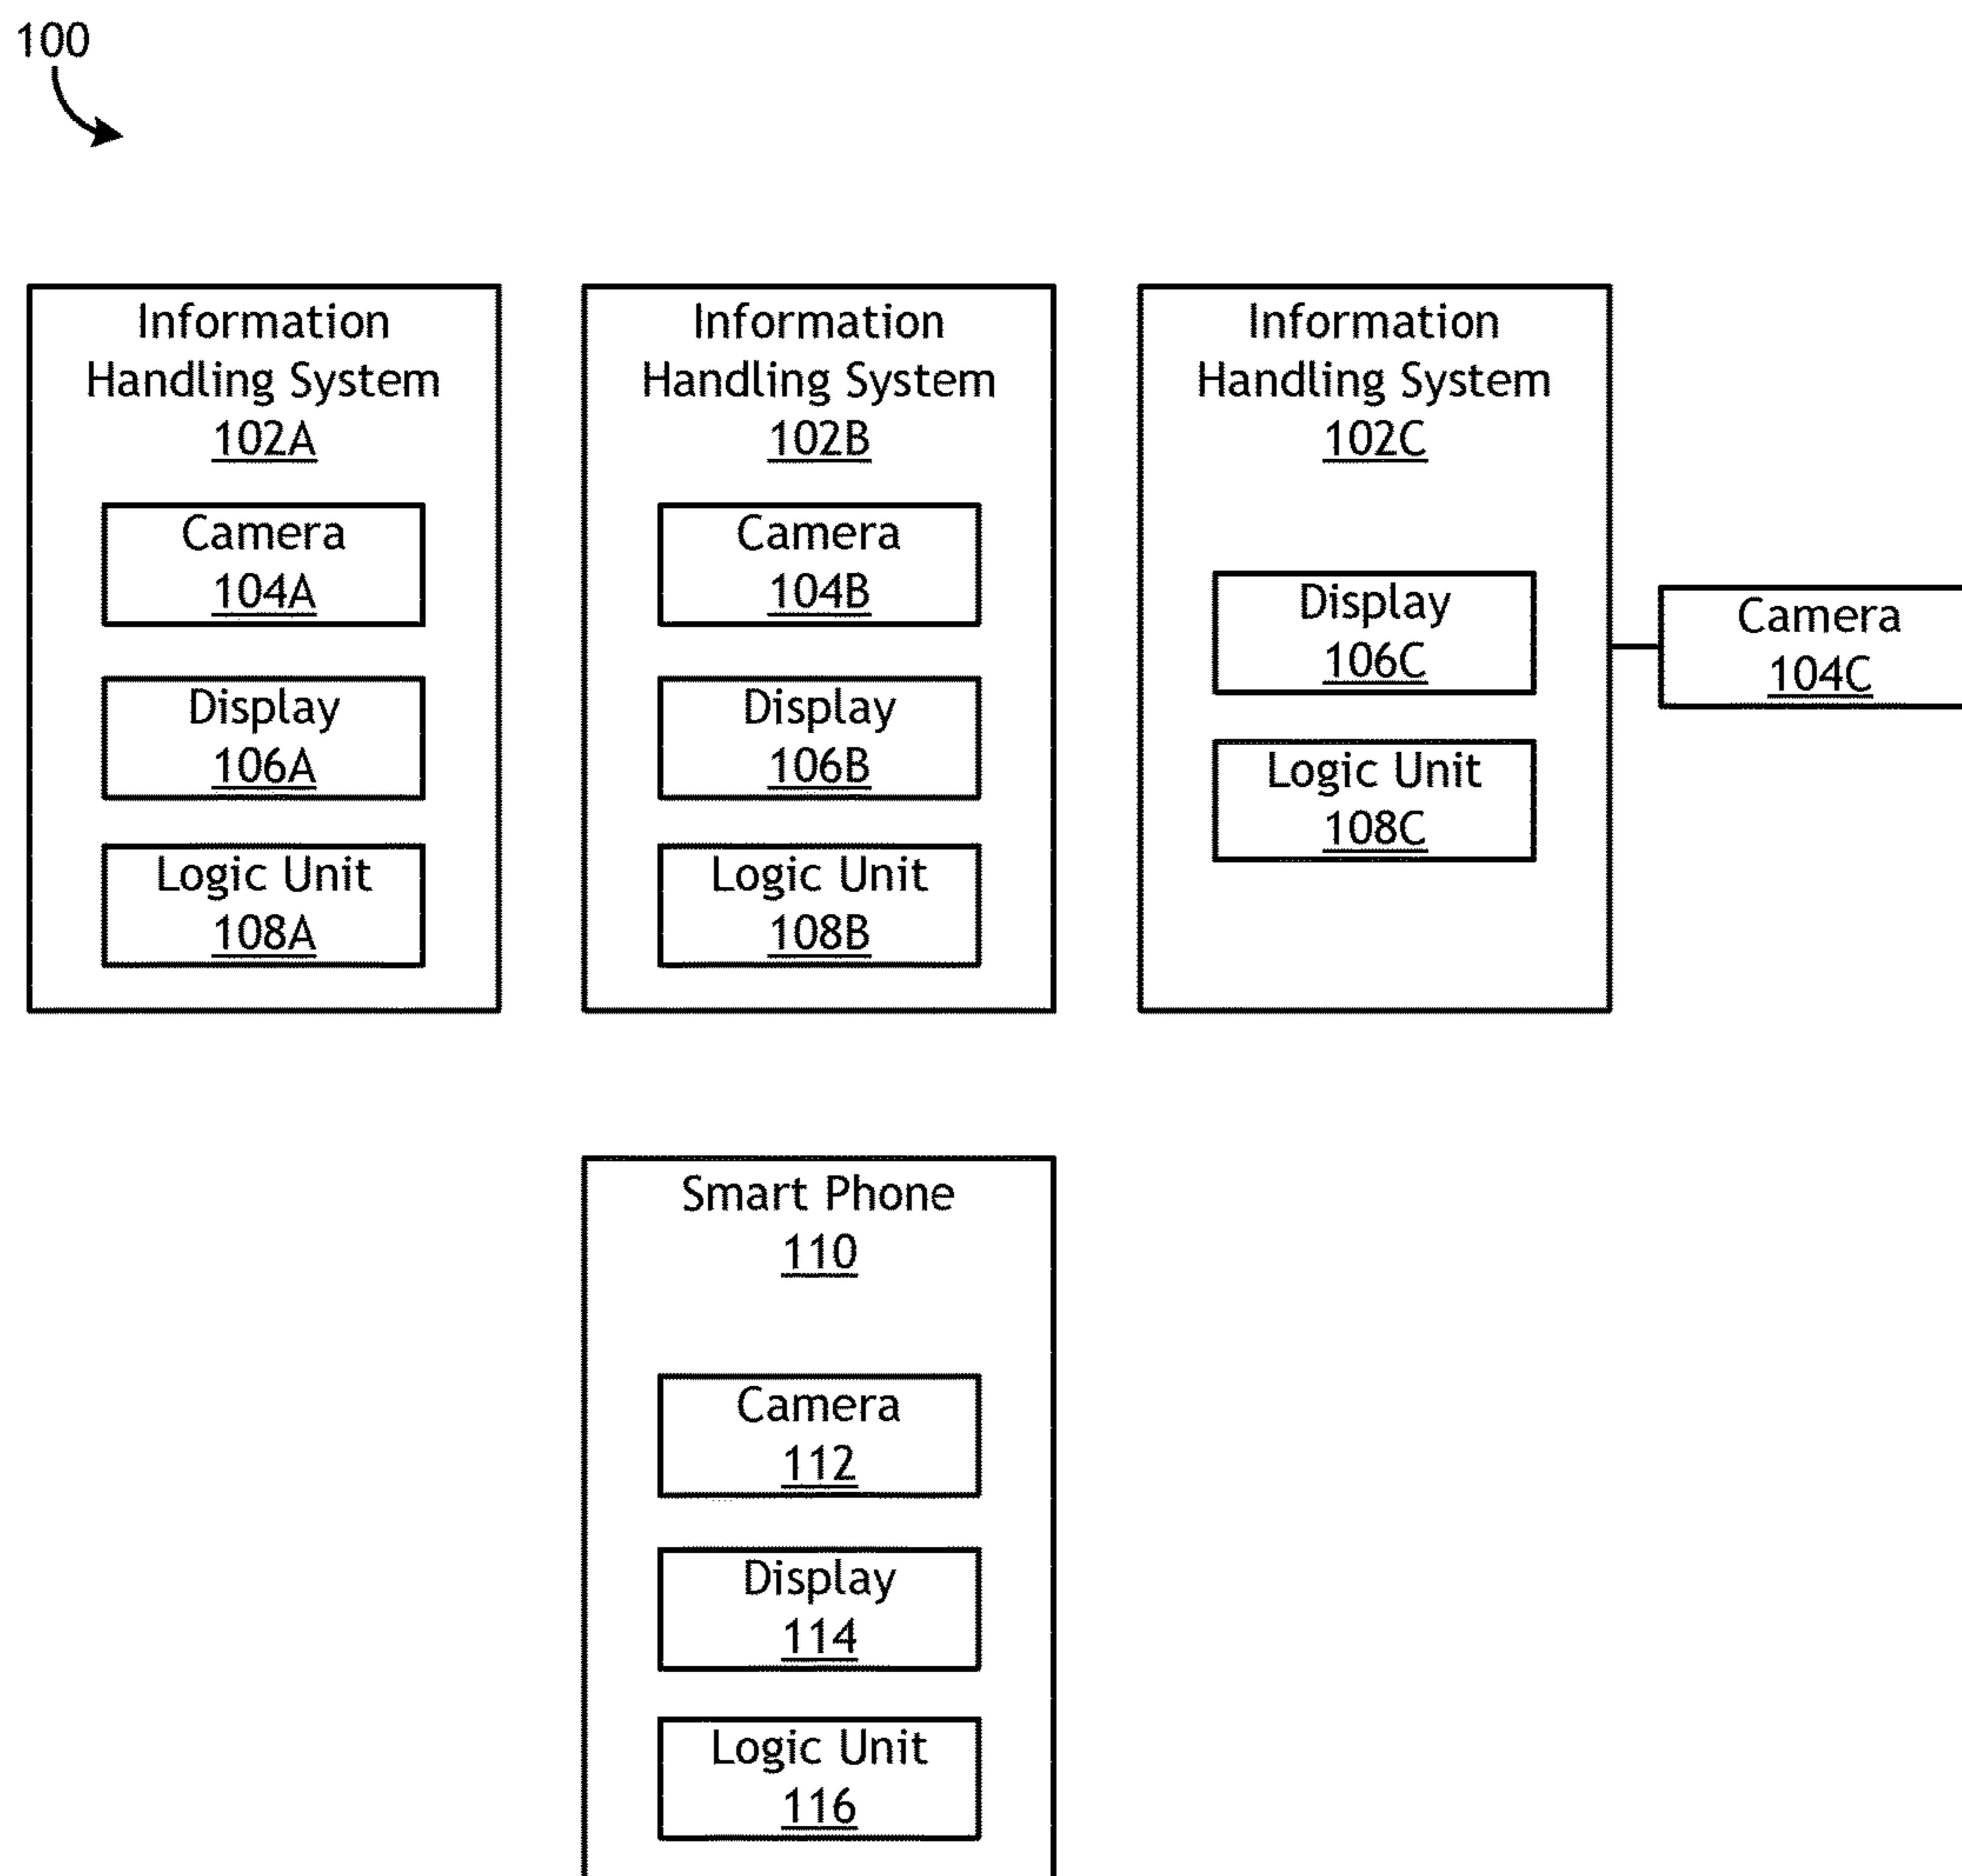 100
Information
Handling System
102A
Camera
104A
Display
106A
Logic Unit
108A
Information
Handling System
102B
Camera
104B
Display
106B
Logic Unit
108B
Information
Handling System
102C
Display
106C
Logic Unit
108C
Camera
104C
Smart Phone
110
Camera
112
Display
114
Logic Unit
116